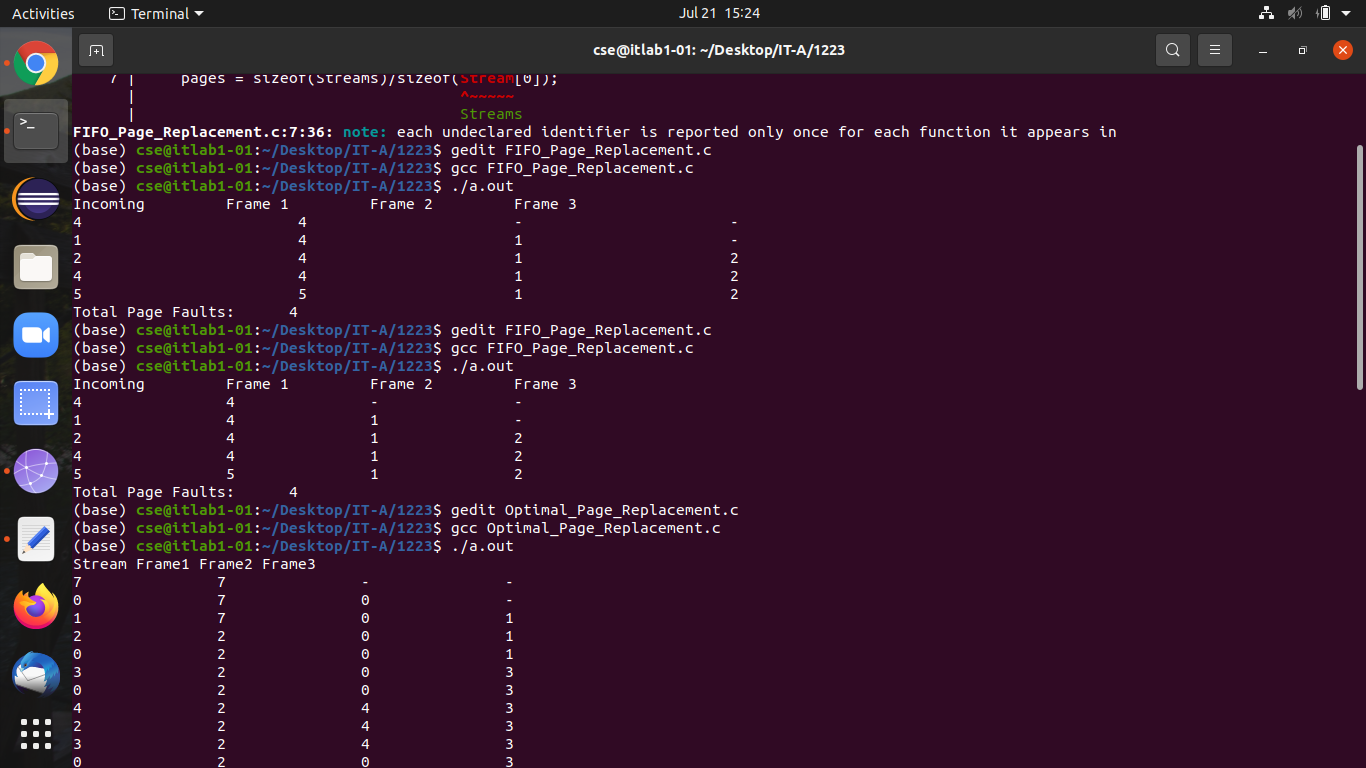 Activities Terminal Jul 21 15:24
cse@itlab1-01: ~/Desktop/IT-A/1223
7 | pages = sizeof(Streams)/sizeof(Stream[0]);
| ^~~~~~
| Streams
FIFO_Page_Replacement.c:7:36: note: each undeclared identifier is reported only once for each function it appears in
(base) cse@itlab1-01:~/Desktop/IT-A/1223$ gedit FIFO_Page_Replacement.c
(base) cse@itlab1-01:~/Desktop/IT-A/1223$ gcc FIFO_Page_Replacement.c
(base) cse@itlab1-01:~/Desktop/IT-A/1223$ ./a.out
Incoming Frame 1 Frame 2 Frame 3
4 4 - -
1 4 1 -
2 4 1 2
4 4 1 2
5 5 1 2
Total Page Faults: 4
(base) cse@itlab1-01:~/Desktop/IT-A/1223$ gedit FIFO_Page_Replacement.c
(base) cse@itlab1-01:~/Desktop/IT-A/1223$ gcc FIFO_Page_Replacement.c
(base) cse@itlab1-01:~/Desktop/IT-A/1223$ ./a.out
Incoming Frame 1 Frame 2 Frame 3
4 4 - -
1 4 1 -
2 4 1 2
4 4 1 2
5 5 1 2
Total Page Faults: 4
(base) cse@itlab1-01:~/Desktop/IT-A/1223$ gedit Optimal_Page_Replacement.c
(base) cse@itlab1-01:~/Desktop/IT-A/1223$ gcc Optimal_Page_Replacement.c
(base) cse@itlab1-01:~/Desktop/IT-A/1223$ ./a.out
Stream Frame1 Frame2 Frame3
7 7 - -
0 7 0 -
1 7 0 1
2 2 0 1
0 2 0 1
3 2 0 3
0 2 0 3
4 2 4 3
2 2 4 3
3 2 4 3
0 2 0 3